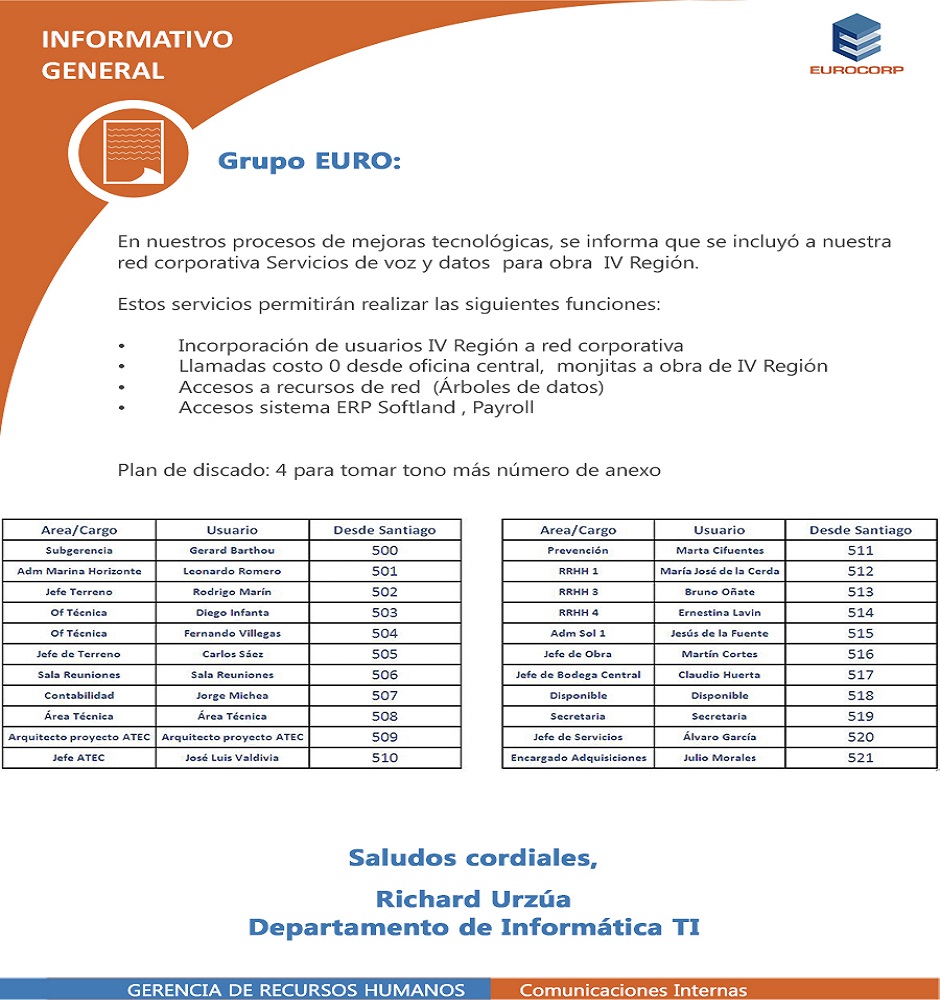 INFORMATIVO
GENERAL
EUROCORP
Grupo EURO:
En nuestros procesos de mejoras tecnológicas, se informa que se incluyó a nuestra
red corporativa Servicios de voz y datos para obra IV Región.
Estos servicios permitirán realizar las siguientes funciones:
• Incorporación de usuarios IV Región a red corporativa
• Llamadas costo 0 desde oficina central, monjitas a obra de IV Región
• Accesos a recursos de red (Árboles de datos)
• Accesos sistema ERP Softland , Payroll
Plan de discado: 4 para tomar tono más número de anexo
Area/Cargo Usuario Desde Santiago
Subgerencia Gerard Barthou 500
Adm Marina Horizonte Leonardo Romero 501
Jefe Terreno Rodrigo Marín 502
Of Técnica Diego Infanta 503
Of Técnica Fernando Villegas 504
Jefe de Terreno Carlos Sáez 505
Sala Reuniones Sala Reuniones 506
Contabilidad Jorge Michea 507
Área Técnica Área Técnica 508
Arquitecto proyecto ATEC Arquitecto proyecto ATEC 509
Jefe ATEC José Luis Valdivia 510
Area/Cargo Usuario Desde Santiago
Prevención Marta Cifuentes 511
RRHH 1 María José de la Cerda 512
RRHH 3 Bruno Oñate 513
RRHH 4 Ernestina Lavin 514
Adm Sol 1 Jesús de la Fuente 515
Jefe de Obra Martín Cortes 516
Jefe de Bodega Central Claudio Huerta 517
Disponible Disponible 518
Secretaria Secretaria 519
Jefe de Servicios Álvaro García 520
Encargado Adquisiciones Julio Morales 521
Saludos cordiales,
Richard Urzúa
Departamento de Informática TI
GERENCIA DE RECURSOS HUMANOS Comunicaciones Internas